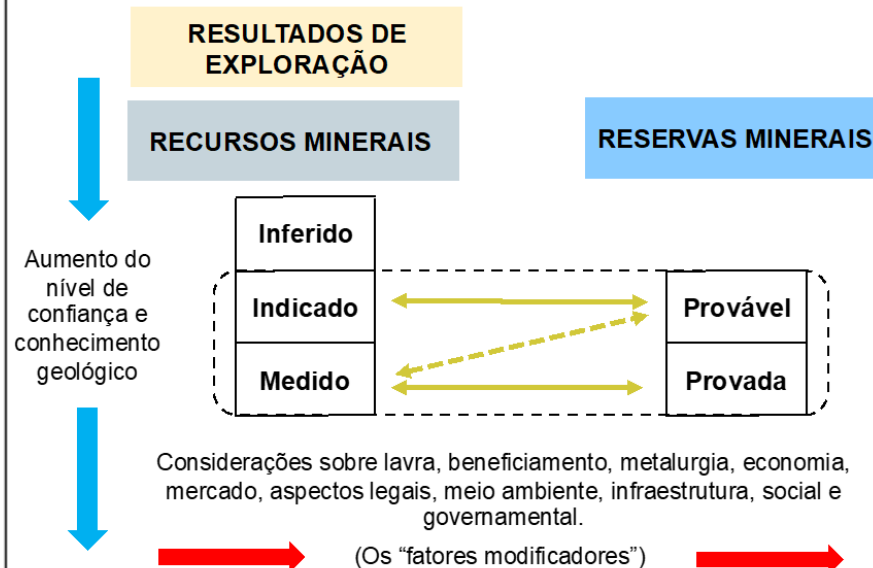 RESULTADOS DE
EXPLORAÇÃO
RECURSOS MINERAIS
RESERVAS MINERAIS
Inferido
Indicado
Medido
Provável
Provada
Aumento do
nível de
confiança e
conhecimento
geológico
Considerações sobre lavra, beneficiamento, metalurgia, economia,
mercado, aspectos legais, meio ambiente, infraestrutura, social e
governamental.
(Os “fatores modificadores”)